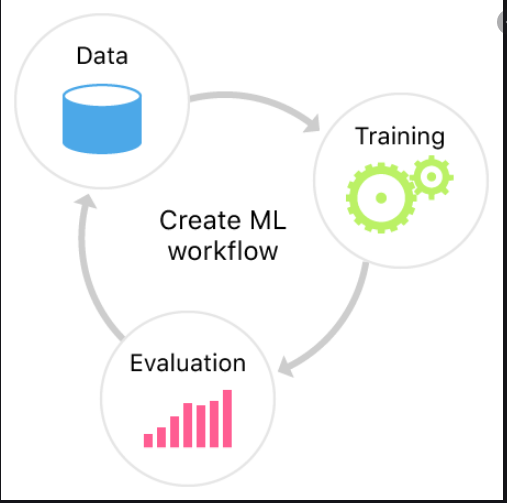 Data
Training
Create ML
workflow
Evaluation